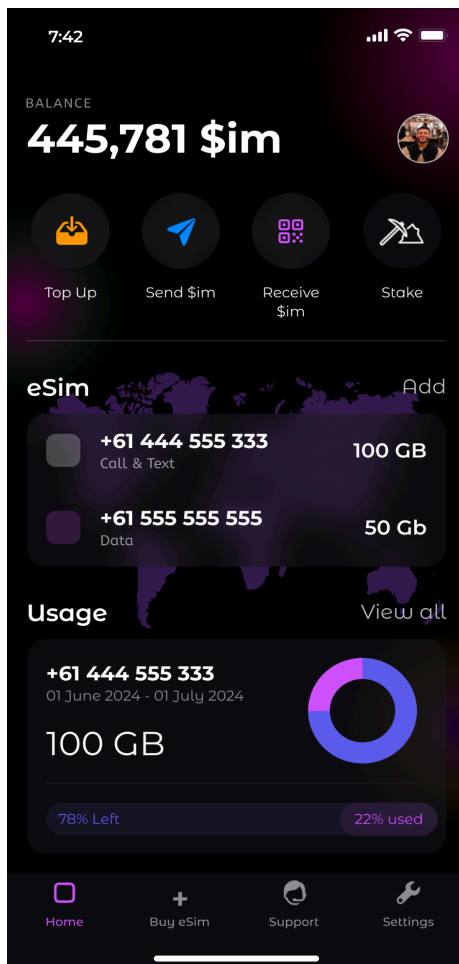 7:42
BALANCE
445,781 $im
Top Up
Send $im
Receive
$im
Stake
eSim
Add
+61 444 555 333
Call & Text
100 GB
+61 555 555 555
Data
50 Gb
Usage
View all
+61 444 555 333
01 June 2024 - 01 July 2024
100 GB
78% Left
22% used
Home
Buy eSim
Support
Settings